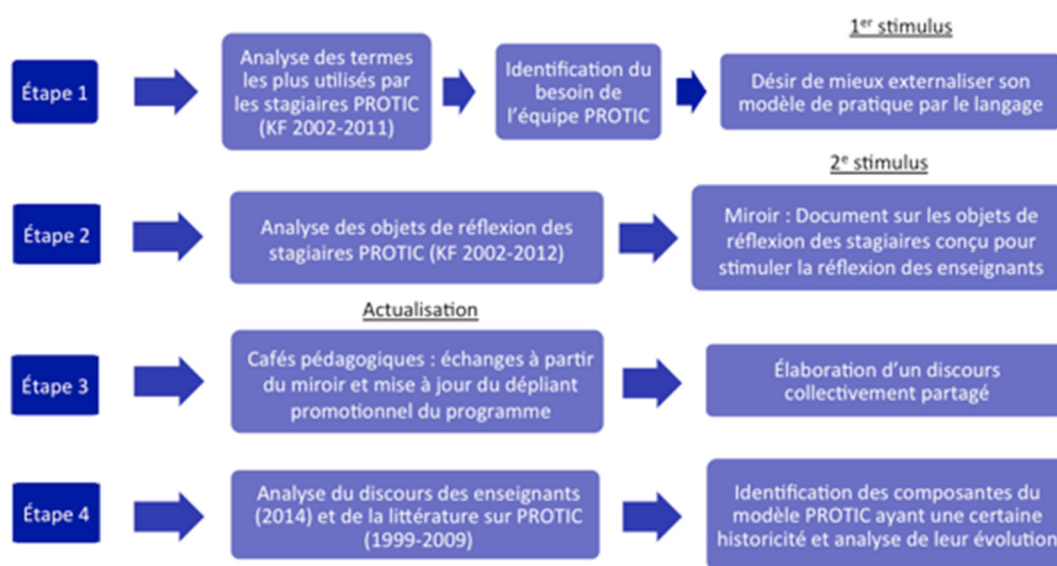 1er stimulus
Étape 1
Analyse des termes
les plus utilisés par
les stagiaires PROTIC
(KF 2002-2011)
Identification du
besoin de
l'équipe PROTIC
Désir de mieux externaliser son
modèle de pratique par le langage
2e stimulus
Étape 2
Analyse des objets de réflexion des
stagiaires PROTIC (KF 2002-2012)
Miroir : Document sur les objets de
réflexion des stagiaires conçu pour
stimuler la réflexion des enseignants
Actualisation
Étape 3
Cafés pédagogiques : échanges à partir
du miroir et mise à jour du dépliant
promotionnel du programme
Élaboration d'un discours
collectivement partagé
Étape 4
Analyse du discours des enseignants
(2014) et de la littérature sur PROTIC
(1999-2009)
Identification des composantes du
modèle PROTIC ayant une certaine
historicité et analyse de leur évolution